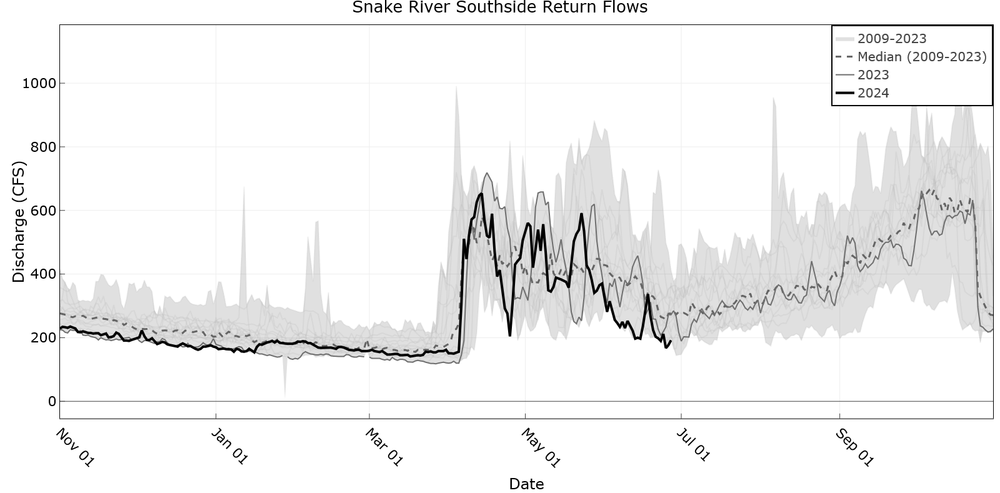 Snake River Southside Return Flows
2009-2023
Median (2009-2023)
2023
2024
1000
800
600
400
200
0
Discharge (CFS)
Nov 01
Jan 01
Mar 01
May 01
Jul 01
Sep 01
Date